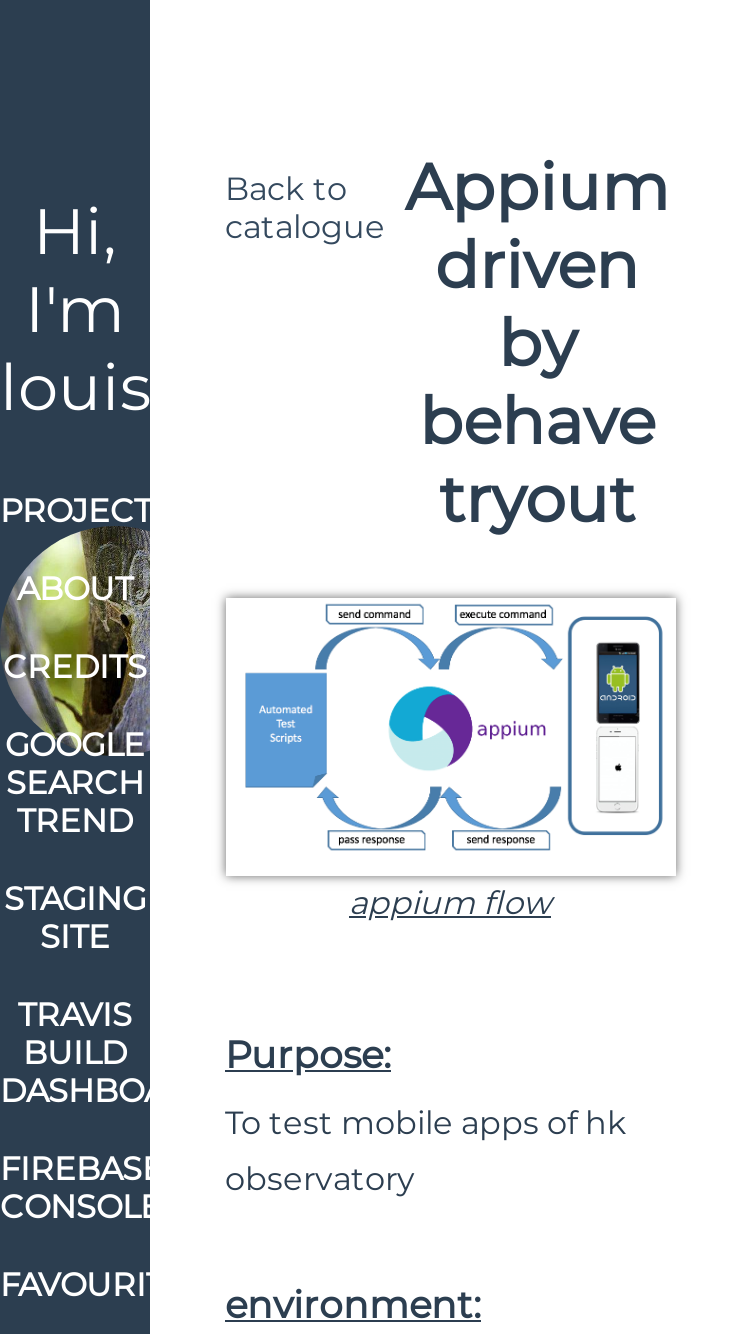 Hi,
I'm
louis
PROJECT
ABOUT
CREDITS
GOOGLE
SEARCH
TREND
STAGING
SITE
TRAVIS
BUILD
DASHBOA
FIREBASE
CONSOLE
FAVOURIT
Back to
catalogue
Appium
driven
by
behave
tryout
send command
execute command
Automated
Test
Scripts
appium
ANDROID
pass response
send response
appium flow
Purpose:
To test mobile apps of hk
observatory
environment: